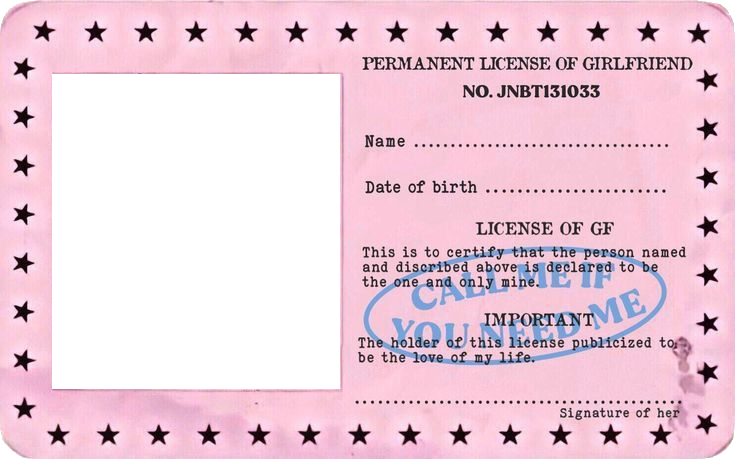 PERMANENT LICENSE OF GIRLFRIEND
NO. JNBT131033
Name ................................
Date of birth .......................
LICENSE OF GF
This is to certify that the person named
and discribed above is declared to be
the one and only mine.
CALL ME IF
YOU NEED ME
IMPORTANT
The holder of this license publicized to
be the love of my life.
................................................
Signature of her